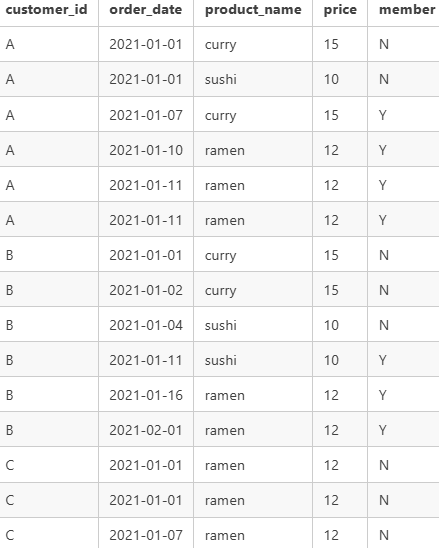 customer_id order_date product_name price member
A 2021-01-01 curry 15 N
A 2021-01-01 sushi 10 N
A 2021-01-07 curry 15 Y
A 2021-01-10 ramen 12 Y
A 2021-01-11 ramen 12 Y
A 2021-01-11 ramen 12 Y
B 2021-01-01 curry 15 N
B 2021-01-02 curry 15 N
B 2021-01-04 sushi 10 N
B 2021-01-11 sushi 10 Y
B 2021-01-16 ramen 12 Y
B 2021-02-01 ramen 12 Y
C 2021-01-01 ramen 12 N
C 2021-01-01 ramen 12 N
C 2021-01-07 ramen 12 N